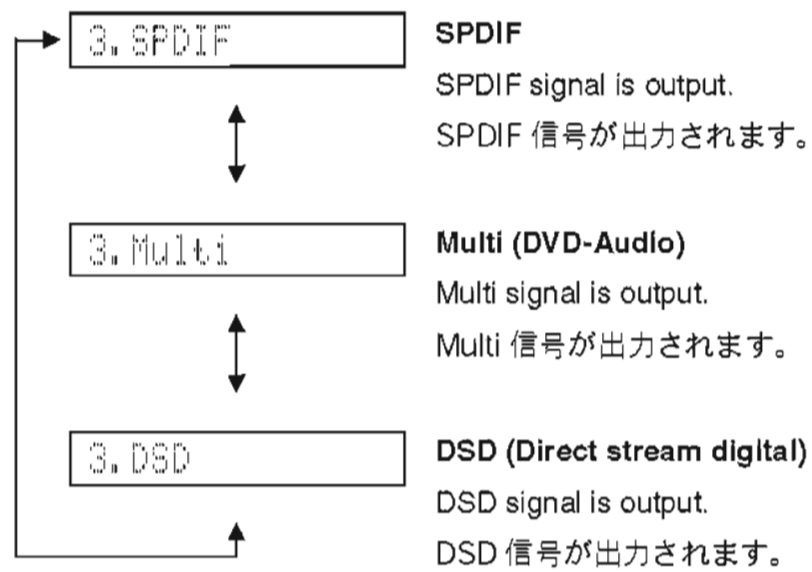 3.SPDIF
SPDIF
SPDIF signal is output.
SPDIF 信号が出力されます。
3.Multi
Multi (DVD-Audio)
Multi signal is output.
Multi 信号が出力されます。
3.DSD
DSD (Direct stream digital)
DSD signal is output.
DSD 信号が出力されます。